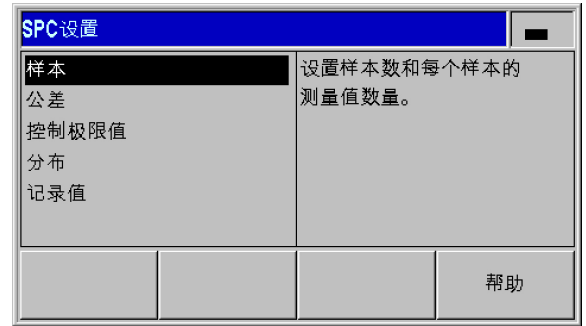 SPC设置
样本
公差
控制极限值
分布
记录值
设置样本数和每个样本的
测量值数量。
帮助